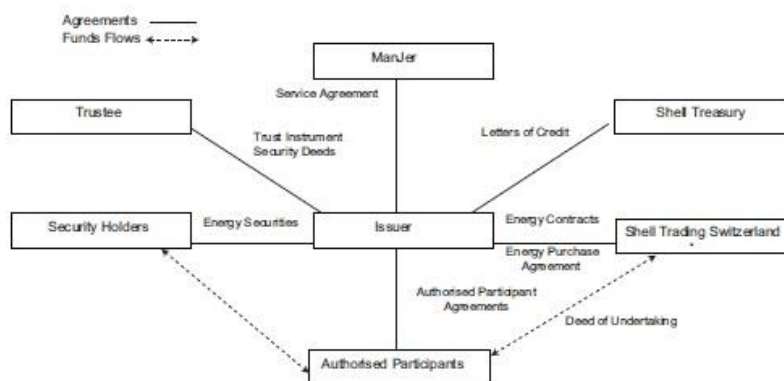 Agreements
Funds Flows
ManJer
Service Agreement
Trustee
Shell Treasury
Trust Instrument
Security Deeds
Letters of Credit
Security Holders
Energy Securities
Issuer
Energy Contracts
Shell Trading Switzerland
Energy Purchase
Agreement
Authorised Participant
Agreements
Deed of Undertaking
Authorised Participants